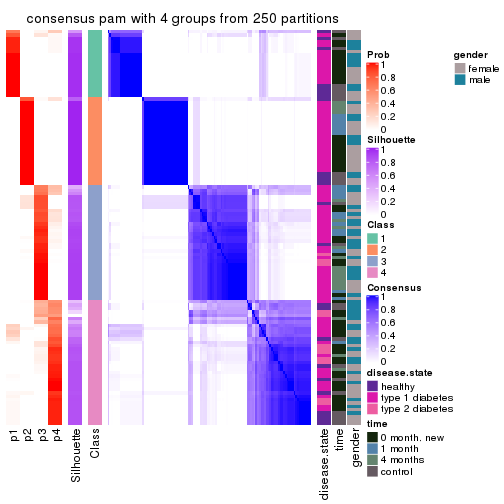 consensus pam with 4 groups from 250 partitions
Prob
1
0.8
0.6
0.4
0.2
0
gender
female
male
Silhouette
1
0.8
0.6
0.4
0.2
0
Class
1
2
3
4
Consensus
1
0.8
0.6
0.4
0.2
0
disease.state
healthy
type 1 diabetes
type 2 diabetes
time
0 month. new
1 month
4 months
control
p1
p2
p3
p4
Silhouette
Class
disease.state
time
gender